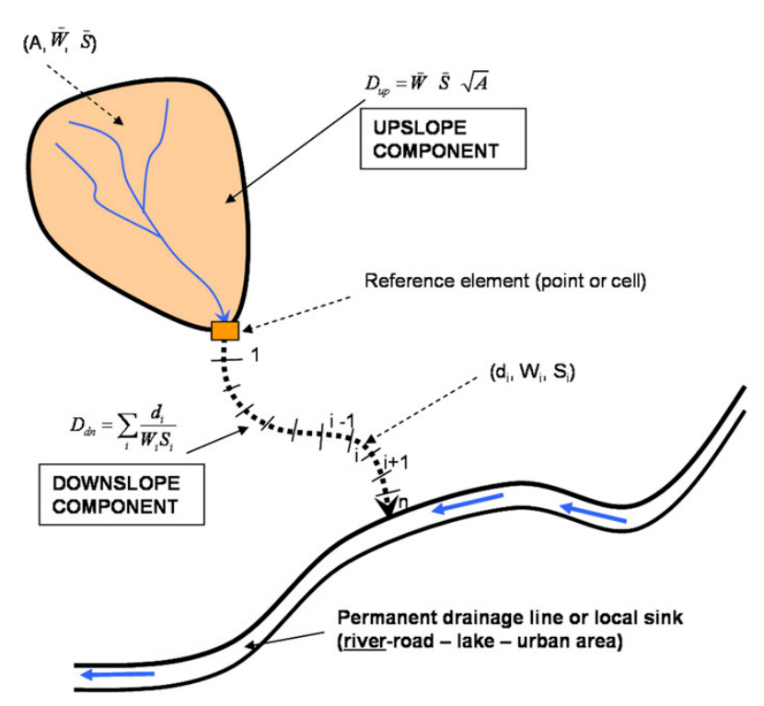 (A, W̄, S̄)
D_up = W̄ S̄ √A
UPSLOPE
COMPONENT
Reference element (point or cell)
1
(d_i, W_i, S_i)
D_dn = ∑_i d_i / W_i S_i
i -1
i
i+1
n
DOWNSLOPE
COMPONENT
Permanent drainage line or local sink
(river-road – lake – urban area)